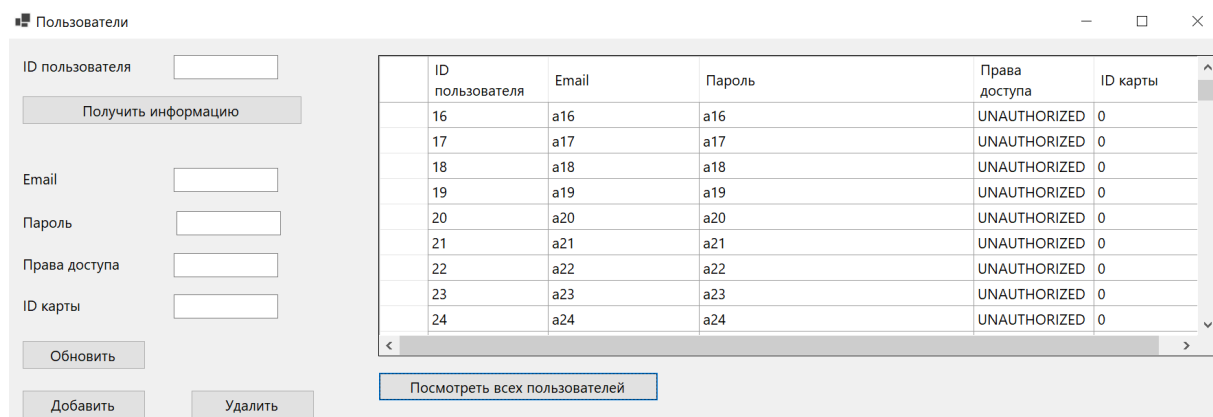 Пользователи
ID пользователя
Получить информацию
Email
Пароль
Права доступа
ID карты
Обновить
Добавить Удалить
ID пользователя Email Пароль Права доступа ID карты
16 a16 a16 UNAUTHORIZED 0
17 a17 a17 UNAUTHORIZED 0
18 a18 a18 UNAUTHORIZED 0
19 a19 a19 UNAUTHORIZED 0
20 a20 a20 UNAUTHORIZED 0
21 a21 a21 UNAUTHORIZED 0
22 a22 a22 UNAUTHORIZED 0
23 a23 a23 UNAUTHORIZED 0
24 a24 a24 UNAUTHORIZED 0
Посмотреть всех пользователей